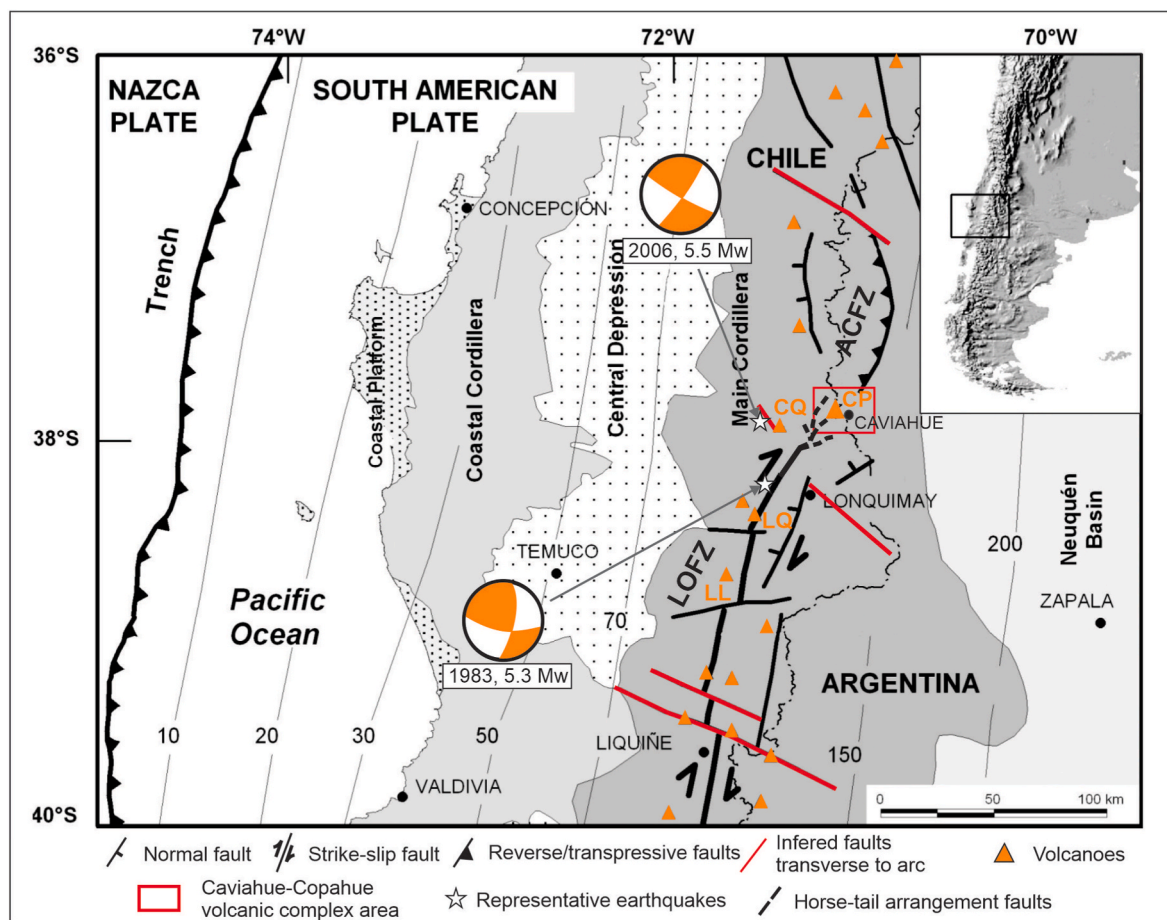 74°W
72°W
70°W
36°S
NAZCA
PLATE
SOUTH AMERICAN
PLATE
CHILE
CONCEPCIÓN
2006, 5.5 Mw
Trench
Coastal Platform
Coastal Cordillera
Central Depression
Main Cordillera
ACFZ
CQ
CP
CAVIAHUE
38°S
LONQUIMAY
LQ
200
Neuquén
Basin
TEMUCO
LOFZ
LL
ZAPALA
Pacific
Ocean
70
1983, 5.3 Mw
ARGENTINA
10
20
30
50
LIQUIÑE
150
VALDIVIA
0
50
100 km
40°S
Normal fault
Strike-slip fault
Reverse/transpressive faults
Infered faults
transverse to arc
Volcanoes
Caviahue-Copahue
volcanic complex area
Representative earthquakes
Horse-tail arrangement faults